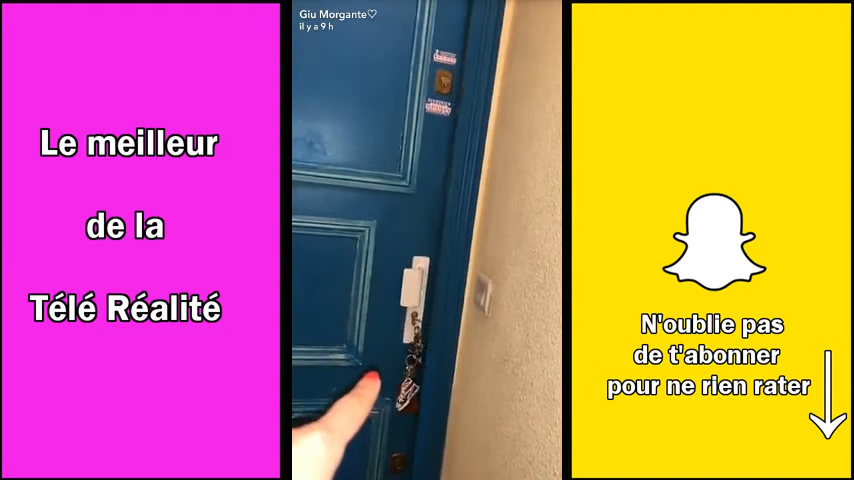 Le meilleur
de la
Télé Réalité
Giu Morgante♡
il y a 9 h
N'oublie pas
de t'abonner
pour ne rien rater